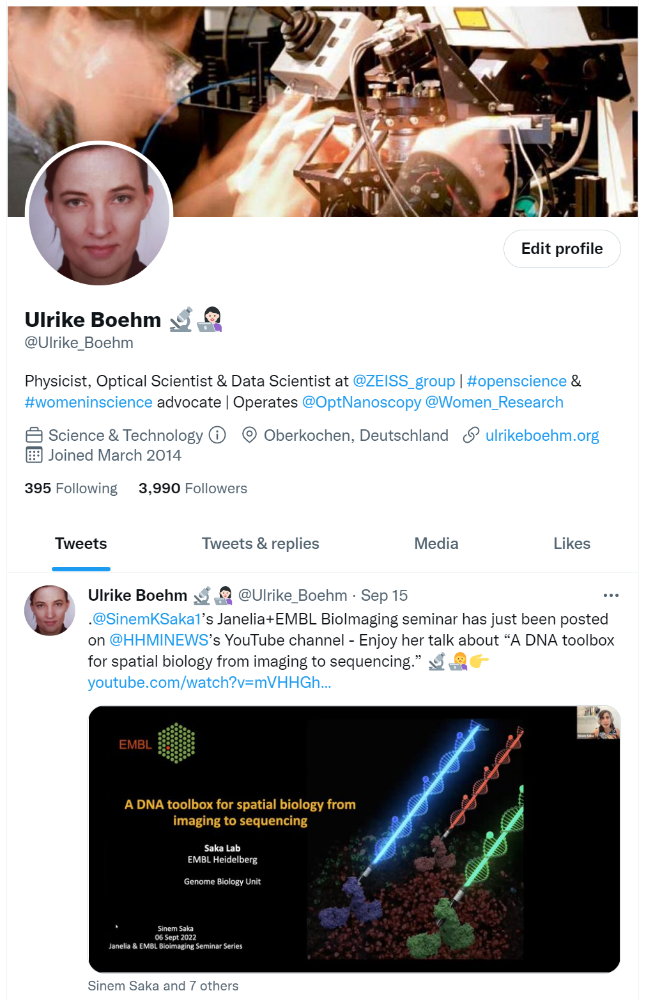 Edit profile
Ulrike Boehm 🔬👩🏻‍💻
@Ulrike_Boehm
Physicist, Optical Scientist & Data Scientist at @ZEISS_group | #openscience &
#womeninscience advocate | Operates @OptNanoscopy @Women_Research
Science & Technology Oberkochen, Deutschland ulrikeboehm.org
Joined March 2014
395 Following 3,990 Followers
Tweets Tweets & replies Media Likes
Ulrike Boehm 🔬👩🏻‍💻 @Ulrike_Boehm · Sep 15
.@SinemKSaka1’s Janelia+EMBL BioImaging seminar has just been posted
on @HHMINEWS’s YouTube channel - Enjoy her talk about “A DNA toolbox
for spatial biology from imaging to sequencing.” 🔬👩‍💻👉
youtube.com/watch?v=mVHHGh…
EMBL
Sinem Saka
A DNA toolbox for spatial biology from
imaging to sequencing
Saka Lab
EMBL Heidelberg
Genome Biology Unit
Sinem Saka
06 Sept 2022
Janelia & EMBL Bioimaging Seminar Series
Sinem Saka and 7 others